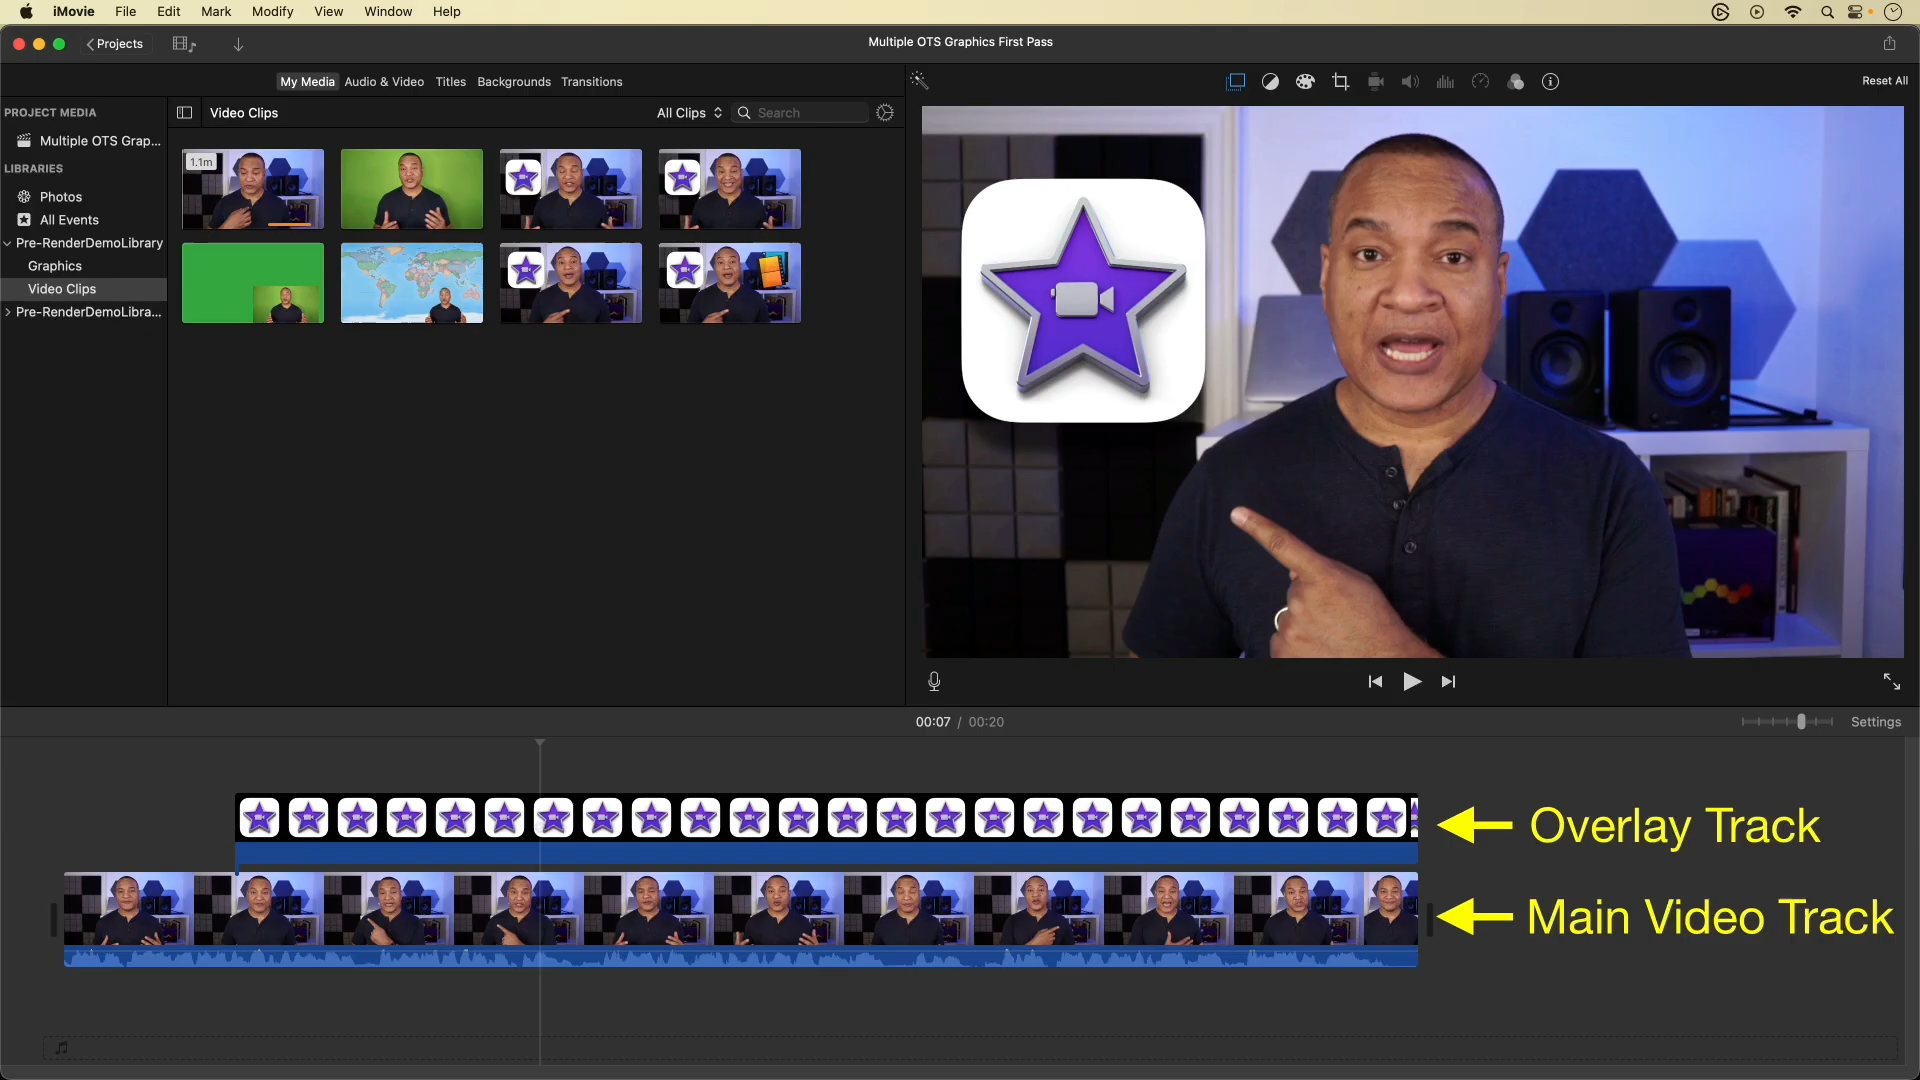 iMovie File Edit Mark Modify View Window Help
Projects
Multiple OTS Graphics First Pass
My Media Audio & Video Titles Backgrounds Transitions
Reset All
PROJECT MEDIA
Video Clips
All Clips
Search
Multiple OTS Grap...
LIBRARIES
Photos
All Events
Pre-RenderDemoLibrary
Graphics
Video Clips
Pre-RenderDemoLibra...
1.1m
00:07 / 00:20
Settings
Overlay Track
Main Video Track